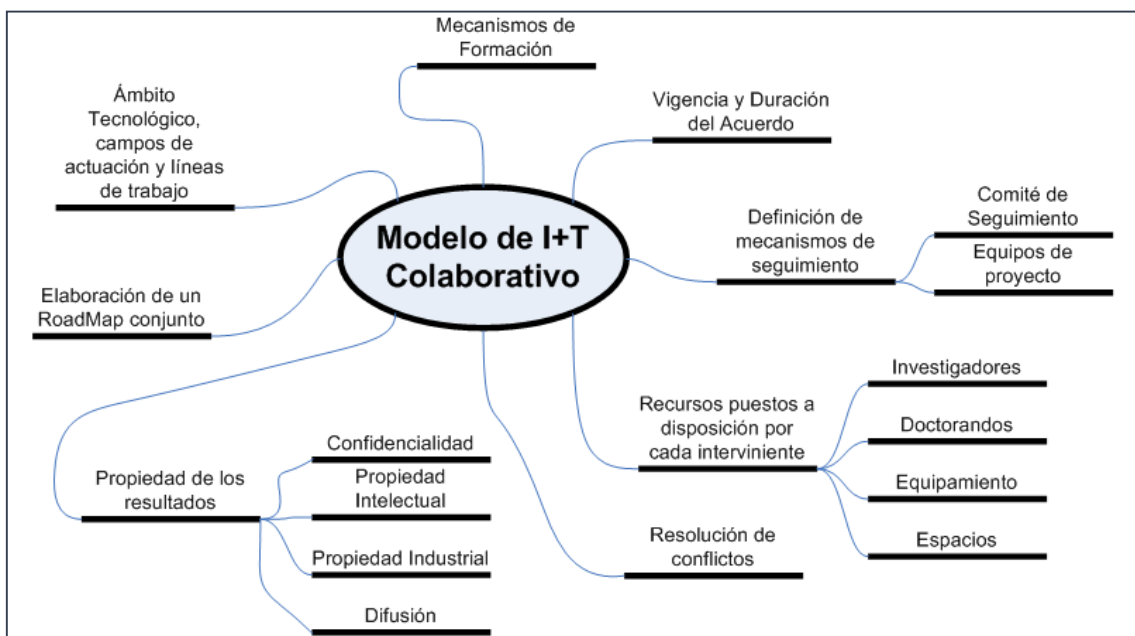 Mecanismos de
Formación
Ámbito
Tecnológico,
campos de
actuación y líneas
de trabajo
Vigencia y Duración
del Acuerdo
Modelo de I+T
Colaborativo
Definición de
mecanismos de
seguimiento
Comité de
Seguimiento
Equipos de
proyecto
Elaboración de un
RoadMap conjunto
Recursos puestos a
disposición por
cada interviniente
Investigadores
Doctorandos
Equipamiento
Espacios
Propiedad de los
resultados
Confidencialidad
Propiedad
Intelectual
Propiedad Industrial
Difusión
Resolución de
conflictos